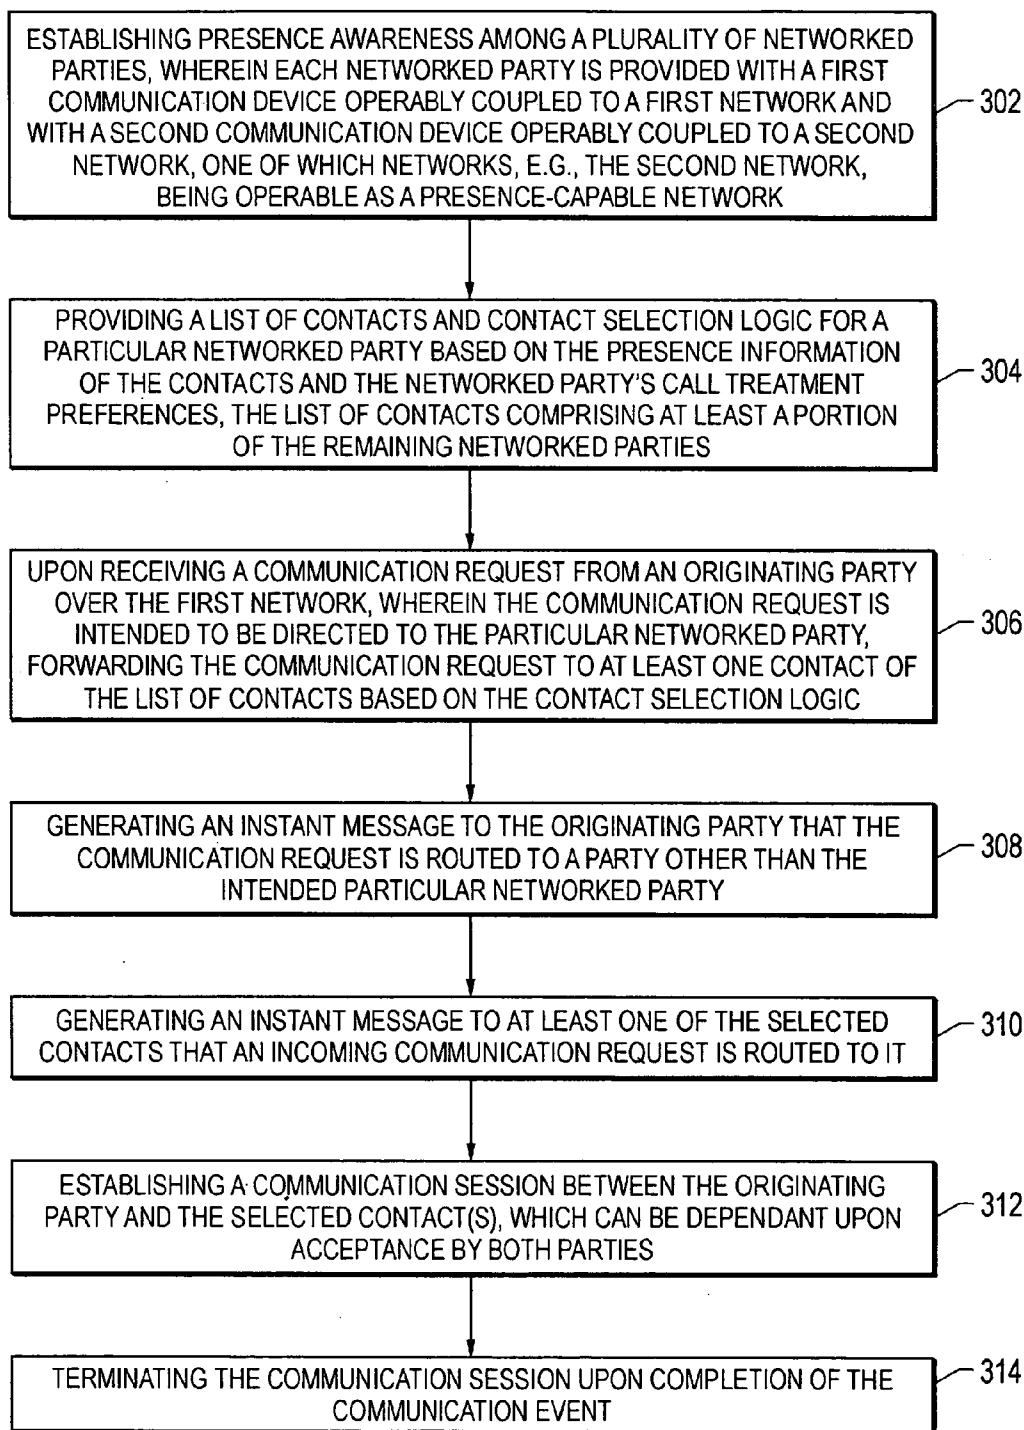 ESTABLISHING PRESENCE AWARENESS AMONG A PLURALITY OF NETWORKED
PARTIES, WHEREIN EACH NETWORKED PARTY IS PROVIDED WITH A FIRST
COMMUNICATION DEVICE OPERABLY COUPLED TO A FIRST NETWORK AND
WITH A SECOND COMMUNICATION DEVICE OPERABLY COUPLED TO A SECOND
NETWORK, ONE OF WHICH NETWORKS, E.G., THE SECOND NETWORK,
BEING OPERABLE AS A PRESENCE-CAPABLE NETWORK
302
PROVIDING A LIST OF CONTACTS AND CONTACT SELECTION LOGIC FOR A
PARTICULAR NETWORKED PARTY BASED ON THE PRESENCE INFORMATION
OF THE CONTACTS AND THE NETWORKED PARTY'S CALL TREATMENT
PREFERENCES, THE LIST OF CONTACTS COMPRISING AT LEAST A PORTION
OF THE REMAINING NETWORKED PARTIES
304
UPON RECEIVING A COMMUNICATION REQUEST FROM AN ORIGINATING PARTY
OVER THE FIRST NETWORK, WHEREIN THE COMMUNICATION REQUEST IS
INTENDED TO BE DIRECTED TO THE PARTICULAR NETWORKED PARTY,
FORWARDING THE COMMUNICATION REQUEST TO AT LEAST ONE CONTACT OF
THE LIST OF CONTACTS BASED ON THE CONTACT SELECTION LOGIC
306
GENERATING AN INSTANT MESSAGE TO THE ORIGINATING PARTY THAT THE
COMMUNICATION REQUEST IS ROUTED TO A PARTY OTHER THAN THE
INTENDED PARTICULAR NETWORKED PARTY
308
GENERATING AN INSTANT MESSAGE TO AT LEAST ONE OF THE SELECTED
CONTACTS THAT AN INCOMING COMMUNICATION REQUEST IS ROUTED TO IT
310
ESTABLISHING A COMMUNICATION SESSION BETWEEN THE ORIGINATING
PARTY AND THE SELECTED CONTACT(S), WHICH CAN BE DEPENDANT UPON
ACCEPTANCE BY BOTH PARTIES
312
TERMINATING THE COMMUNICATION SESSION UPON COMPLETION OF THE
COMMUNICATION EVENT
314